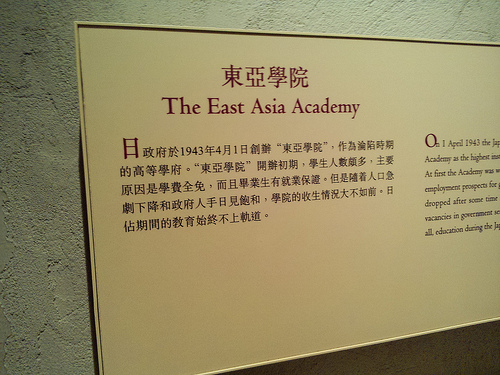 東亞學院
The East Asia Academy
日政府於1943年4月1日創辦“東亞學院”，作為淪陷時期
的高等學府。“東亞學院”開辦初期，學生人數頗多，主要
原因是學費全免，而且畢業生有就業保證。但是隨着人口急
劇下降和政府人手日見飽和，學院的收生情況大不如前。日
佔期間的教育始終不上軌道。
On 1 April 1943 the Jap
Academy as the highest
At first the Academy was
employment prospects for
dropped after some time
vacancies in government
all, education during the Jap